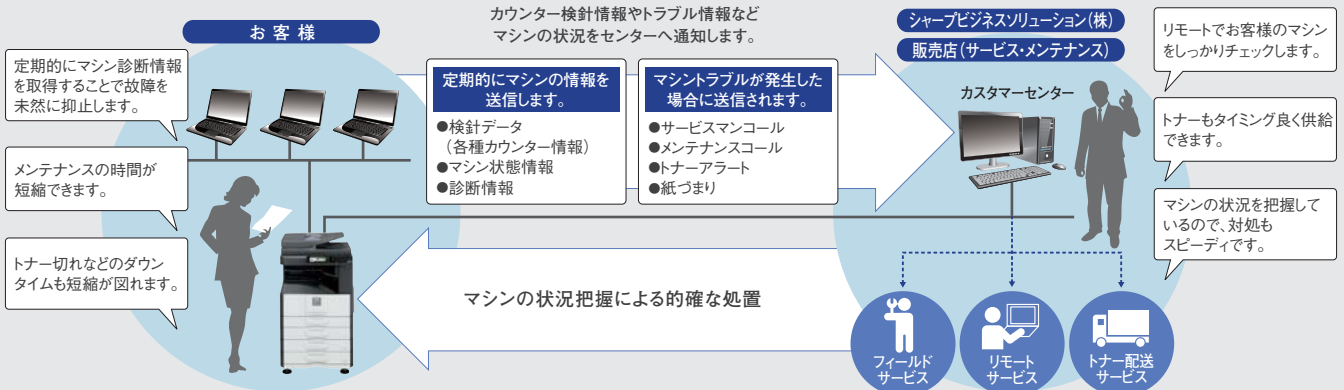 お客様
定期的にマシン診断情報
を取得することで故障を
未然に抑止します。
メンテナンスの時間が
短縮できます。
トナー切れなどのダウン
タイムも短縮が図れます。
カウンター検針情報やトラブル情報など
マシンの状況をセンターへ通知します。
定期的にマシンの情報を
送信します。
●検針データ
（各種カウンター情報）
●マシン状態情報
●診断情報
マシントラブルが発生した
場合に送信されます。
●サービスマンコール
●メンテナンスコール
●トナーアラート
●紙づまり
マシンの状況把握による的確な処置
シャープビジネスソリューション（株）
販売店（サービス・メンテナンス）
カスタマーセンター
リモートでお客様のマシン
をしっかりチェックします。
トナーもタイミング良く供給
できます。
マシンの状況を把握して
いるので、対処も
スピーディです。
フィールド
サービス
リモート
サービス
トナー配送
サービス